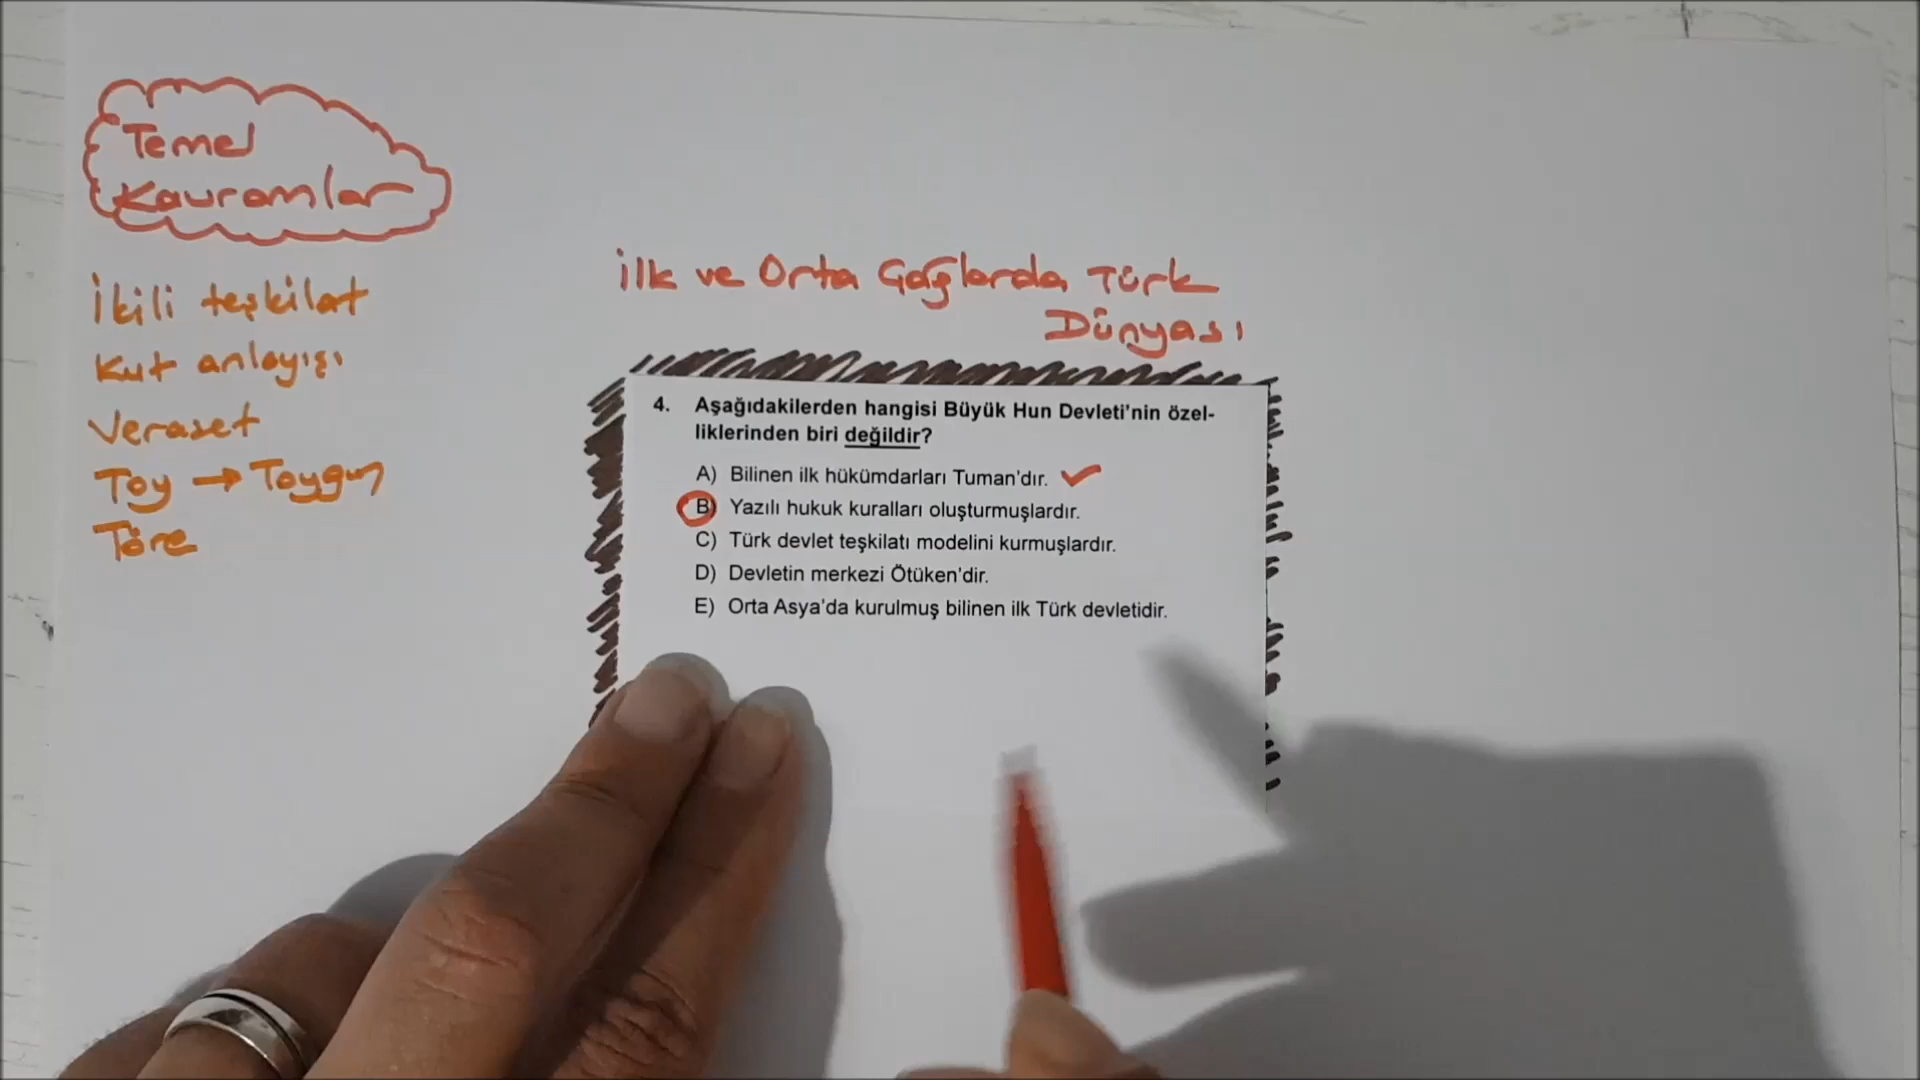 Temel
Kavramlar
İkili teşkilat
Kut anlayışı
Veraset
Toy → Toygun
Töre
İlk ve Orta Çağlarda Türk
Dünyası
4. Aşağıdakilerden hangisi Büyük Hun Devleti'nin özel-
liklerinden biri değildir?
A) Bilinen ilk hükümdarları Tuman'dır.
B) Yazılı hukuk kuralları oluşturmuşlardır.
C) Türk devlet teşkilatı modelini kurmuşlardır.
D) Devletin merkezi Ötüken'dir.
E) Orta Asya'da kurulmuş bilinen ilk Türk devletidir.